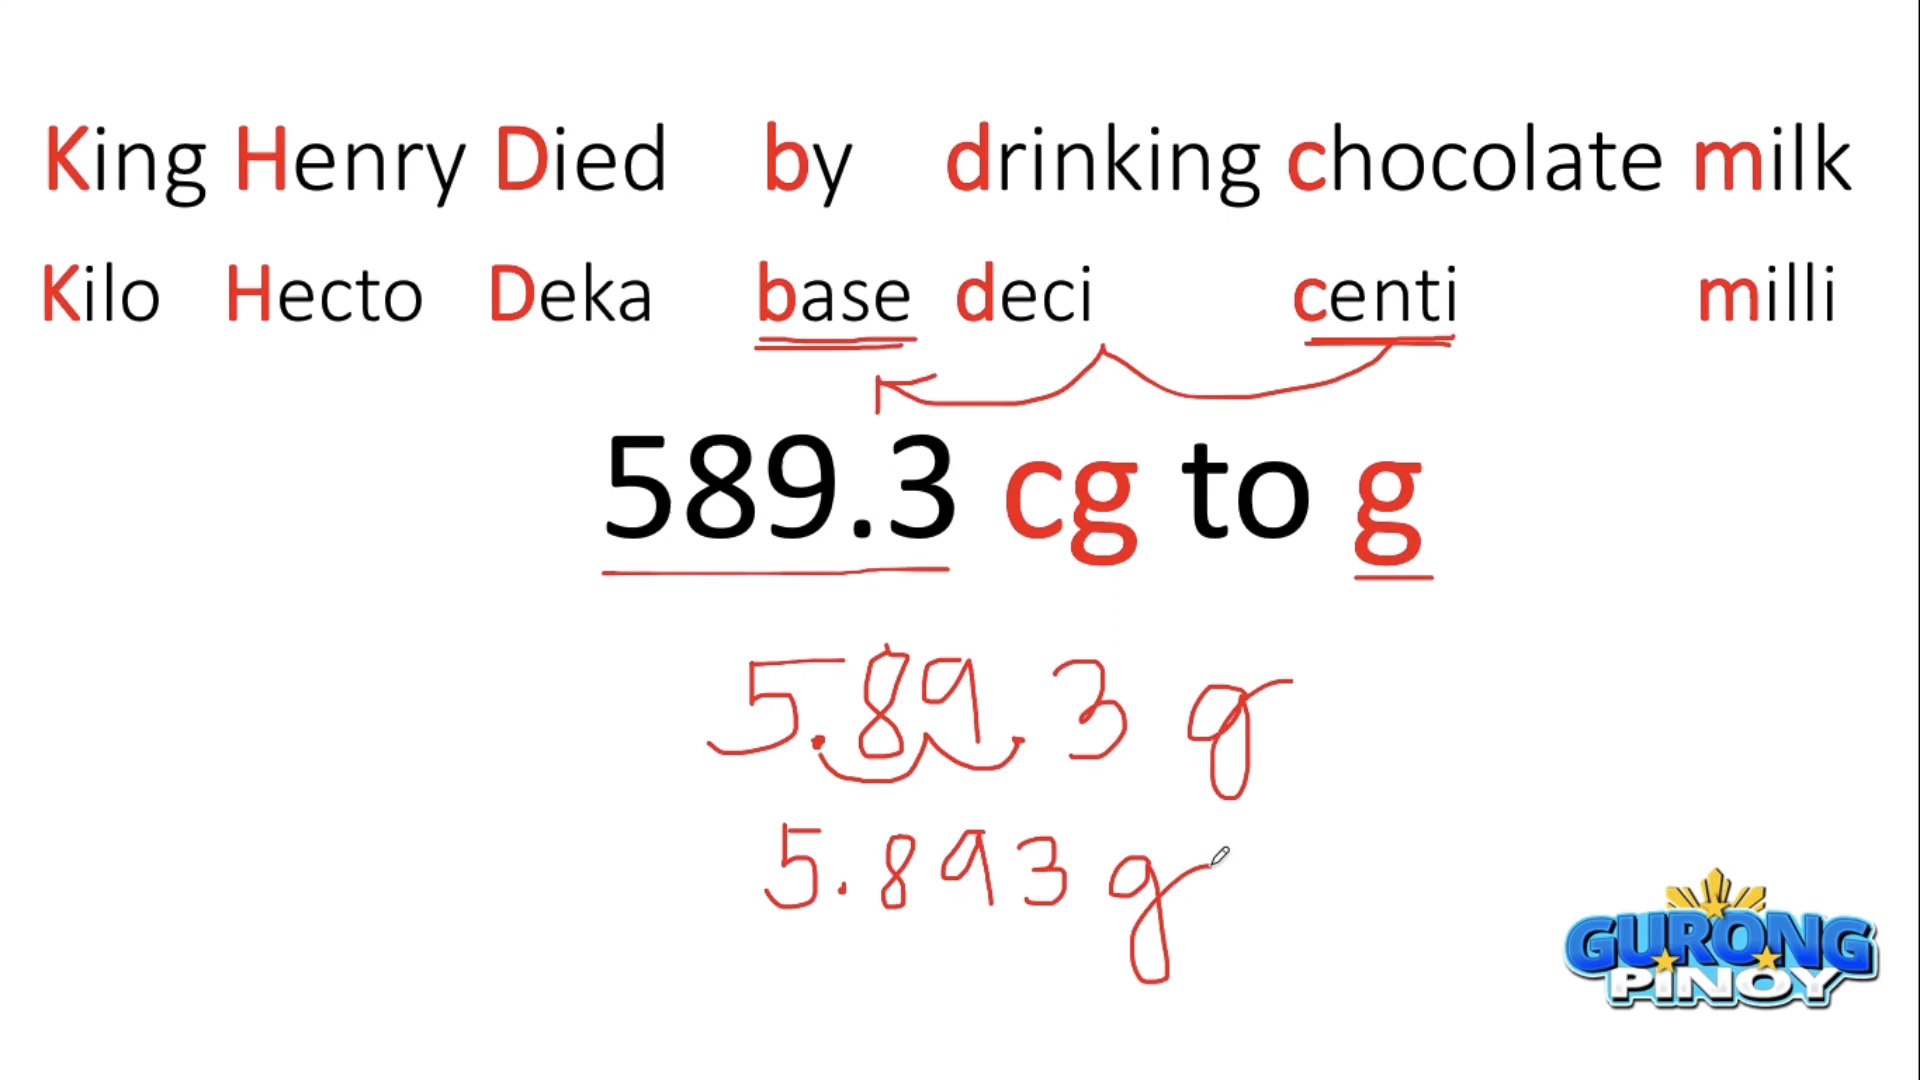 King Henry Died by drinking chocolate milk
Kilo Hecto Deka base deci centi milli
589.3 cg to g
5.89.3 g
5.893 g
GURONG
PINOY